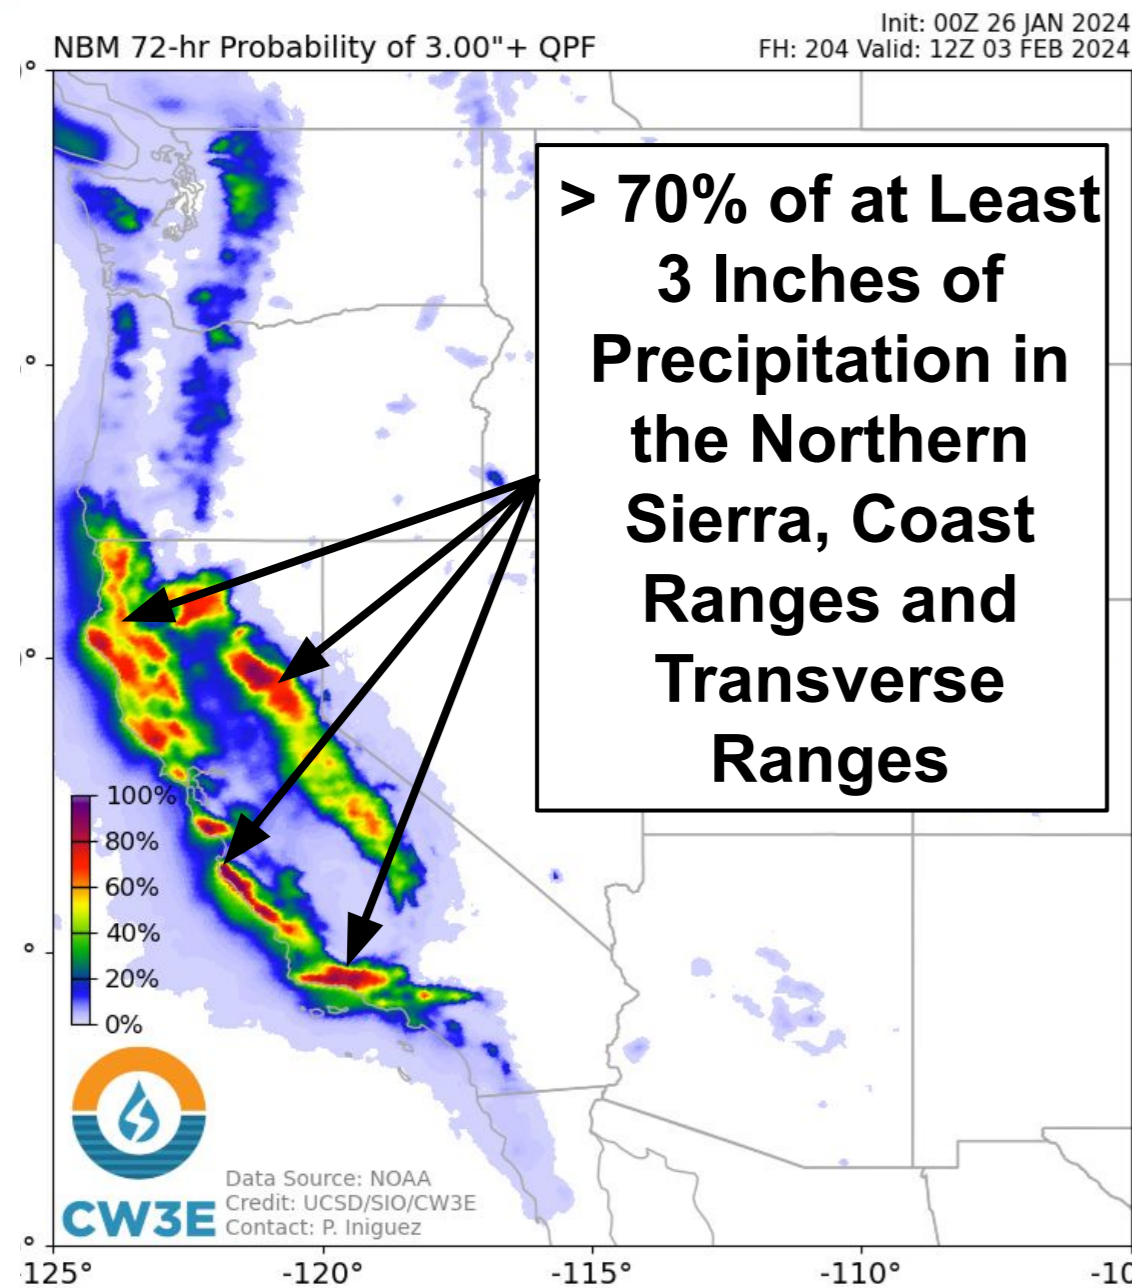 Init: 00Z 26 JAN 2024
NBM 72-hr Probability of 3.00"+ QPF
FH: 204 Valid: 12Z 03 FEB 2024
> 70% of at Least
3 Inches of
Precipitation in
the Northern
Sierra, Coast
Ranges and
Transverse
Ranges
100%
80%
60%
40%
20%
0%
CW3E
Data Source: NOAA
Credit: UCSD/SIO/CW3E
Contact: P. Iniguez
-125°
-120°
-115°
-110°